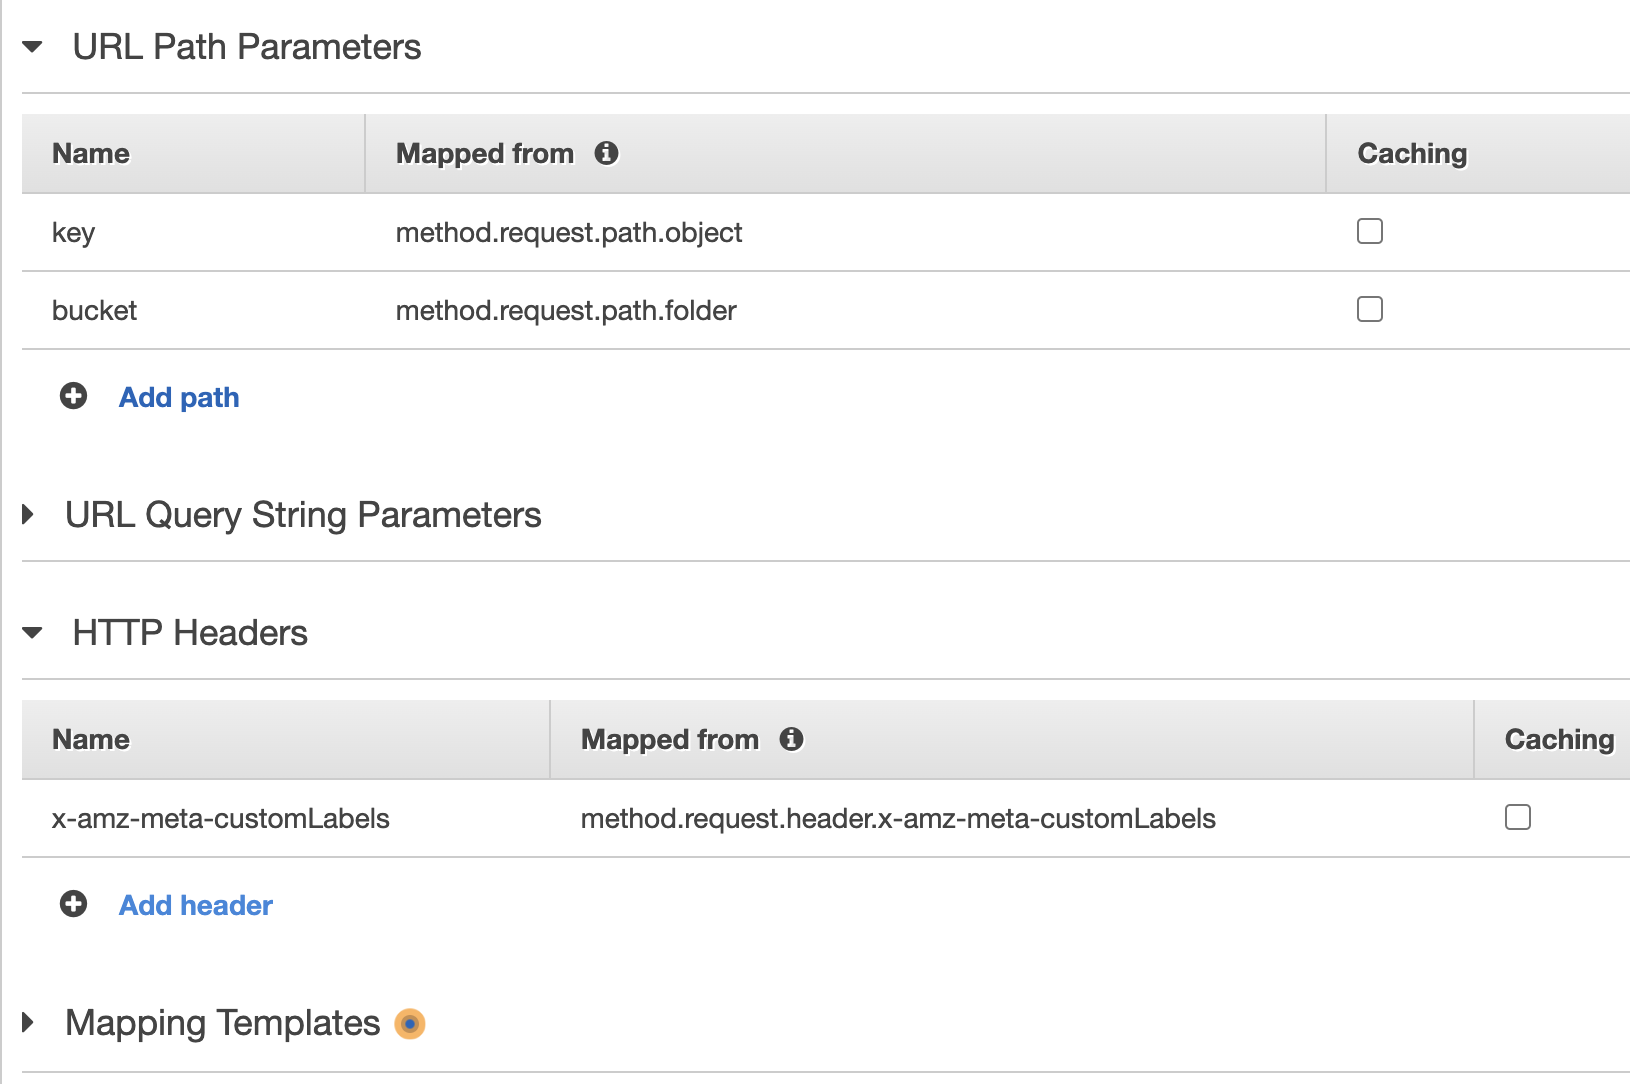 URL Path Parameters
Name Mapped from Caching
key method.request.path.object
bucket method.request.path.folder
Add path
URL Query String Parameters
HTTP Headers
Name Mapped from Caching
x-amz-meta-customLabels method.request.header.x-amz-meta-customLabels
Add header
Mapping Templates